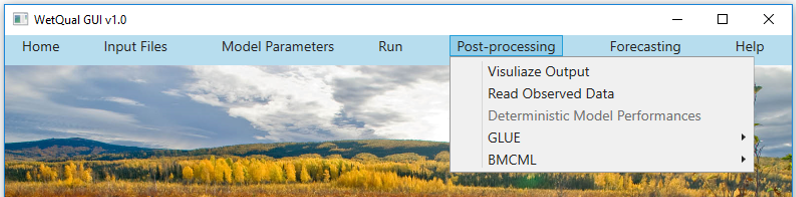 WetQual GUI v1.0
Home Input Files Model Parameters Run Post-processing Forecasting Help
Visuliaze Output
Read Observed Data
Deterministic Model Performances
GLUE
BMCML